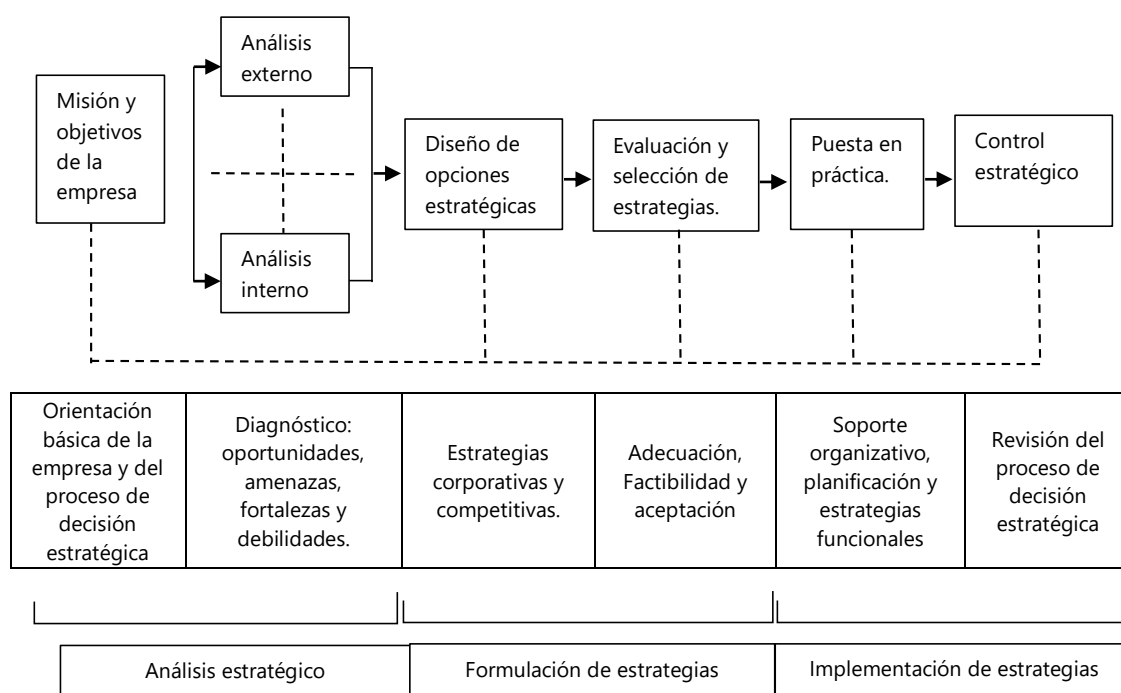 Misión y
objetivos
de la
empresa
Análisis
externo
Análisis
interno
Diseño de
opciones
estratégicas
Evaluación y
selección de
estrategias.
Puesta en
práctica.
Control
estratégico
Orientación
básica de la
empresa y del
proceso de
decisión
estratégica
Diagnóstico:
oportunidades,
amenazas,
fortalezas y
debilidades.
Estrategias
corporativas y
competitivas.
Adecuación,
Factibilidad y
aceptación
Soporte
organizativo,
planificación y
estrategias
funcionales
Revisión del
proceso de
decisión
estratégica
Análisis estratégico
Formulación de estrategias
Implementación de estrategias